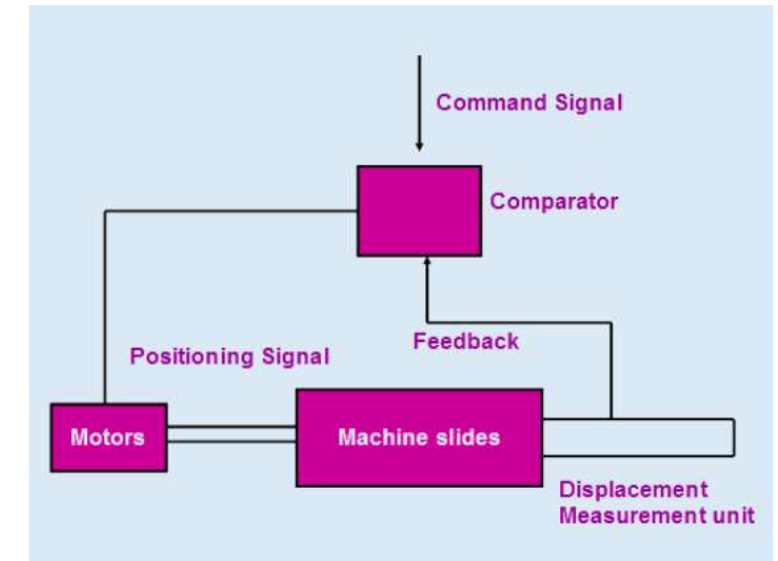 Command Signal
Comparator
Feedback
Positioning Signal
Motors
Machine slides
Displacement
Measurement unit